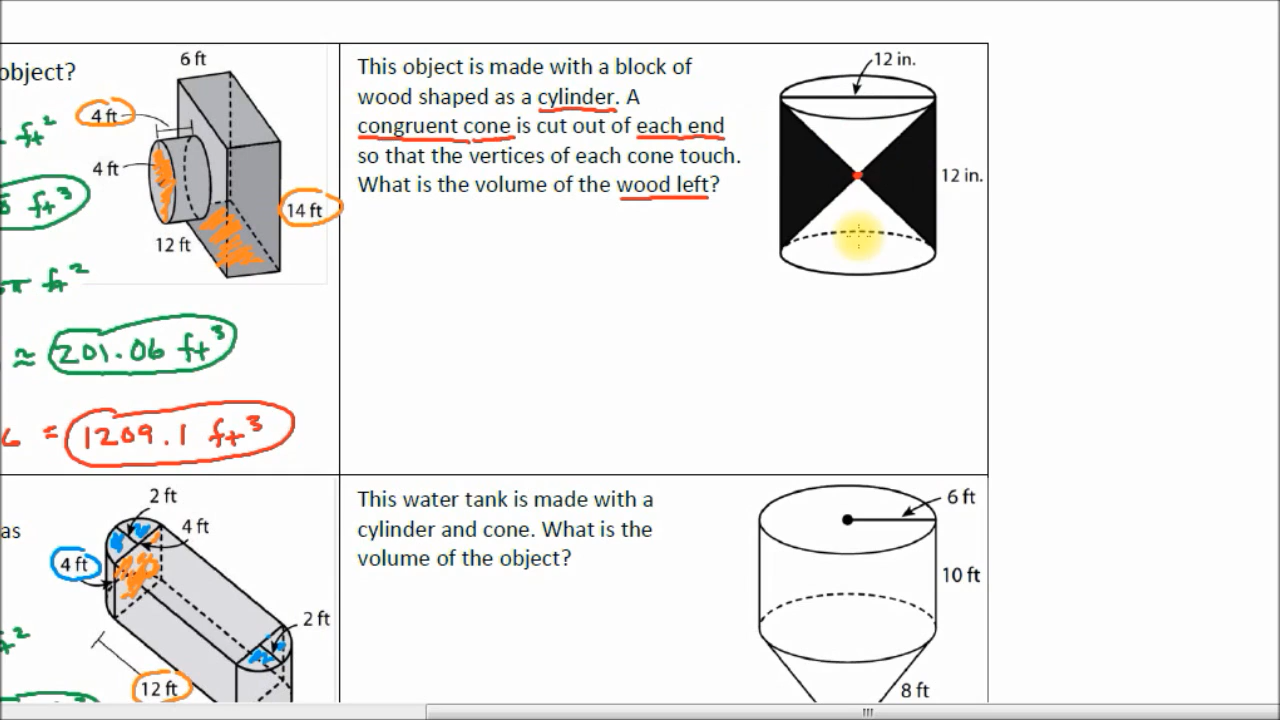 6 ft
object?
4 ft
ft²
4 ft
ft³
14 ft
12 ft
ft²
≈ 201.06 ft³
= 1209.1 ft³
This object is made with a block of
wood shaped as a cylinder. A
congruent cone is cut out of each end
so that the vertices of each cone touch.
What is the volume of the wood left?
12 in.
12 in.
as
2 ft
4 ft
4 ft
2 ft
ft²
12 ft
This water tank is made with a
cylinder and cone. What is the
volume of the object?
6 ft
10 ft
8 ft